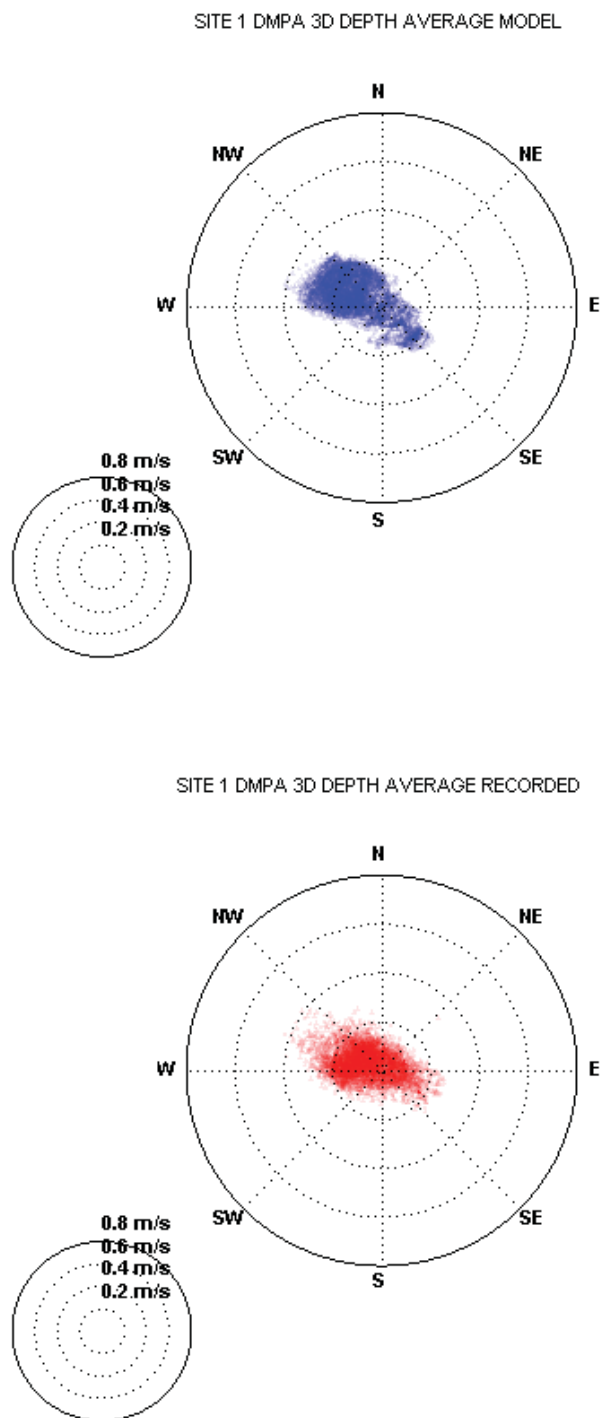 SITE 1 DMPA 3D DEPTH AVERAGE MODEL
N
NW
NE
W
E
SW
SE
S
0.8 m/s
0.6 m/s
0.4 m/s
0.2 m/s
SITE 1 DMPA 3D DEPTH AVERAGE RECORDED
N
NW
NE
W
E
SW
SE
S
0.8 m/s
0.6 m/s
0.4 m/s
0.2 m/s